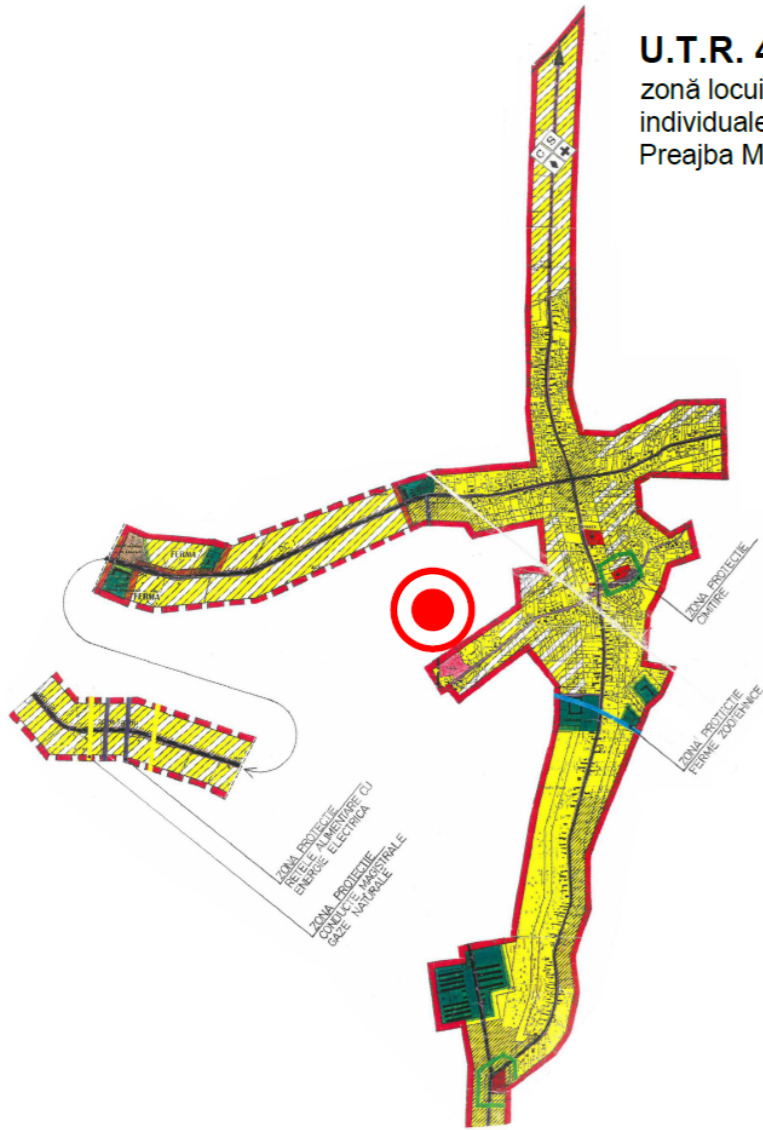 U.T.R. 4
zonă locui
individuale
Preajba M
C S
FERMA
FERMA
ZONA PROTECTIE
CIMITIRE
ZONA PROTECTIE
FERME ZOOTEHNICE
ZONA PROTECTIE
RETELE ALIMENTARE CU
ENERGIE ELECTRICA
ZONA PROTECTIE
CONDUCTE MAGISTRALE
GAZE NATURALE